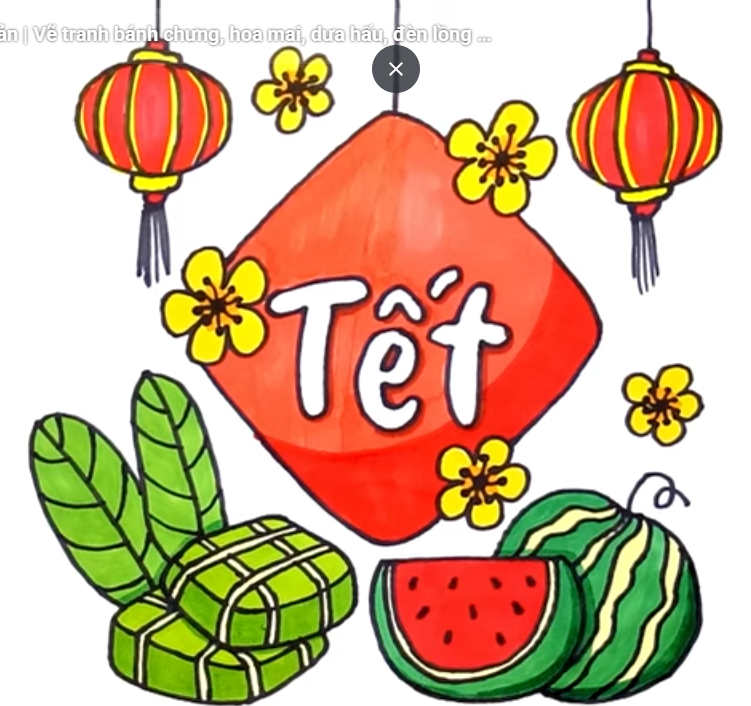 ản | Vẽ tranh bánh chưng, hoa mai, dưa hấu, đèn lồng ...
Tết